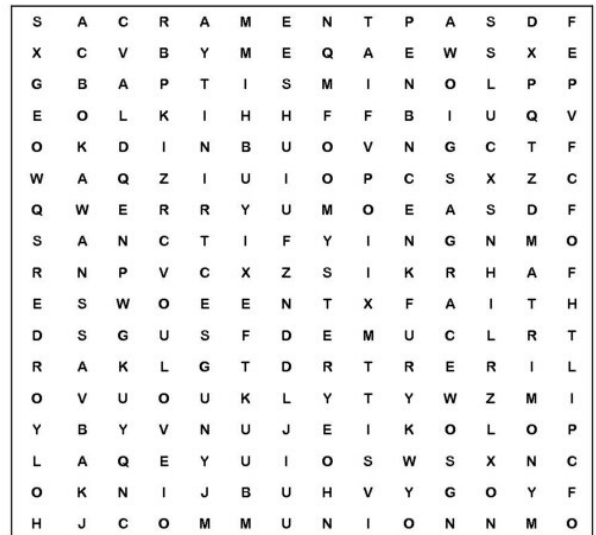 S A C R A M E N T P A S D F
X C V B Y M E Q A E W S X E
G B A P T I S M I N O L P P
E O L K I H H F F B I U Q V
O K D I N B U O V N G C T F
W A Q Z I U I O P C S X Z C
Q W E R R Y U M O E A S D F
S A N C T I F Y I N G N M O
R N P V C X Z S I K R H A F
E S W O E E N T X F A I T H
D S G U S F D E M U C L R T
R A K L G T D R T R E R I L
O V U O U K L Y T Y W Z M I
Y B Y V N U J E I K O L O P
L A Q E Y U I O S W S X N C
O K N I J B U H V Y G O Y F
H J C O M M U N I O N N M O